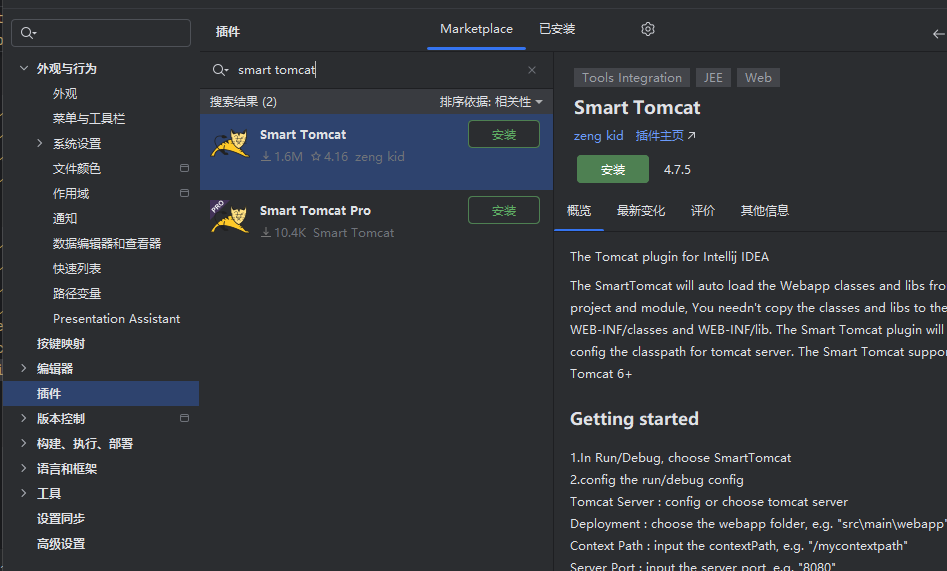 外观与行为
外观
菜单与工具栏
系统设置
文件颜色
作用域
通知
数据编辑器和查看器
快速列表
路径变量
Presentation Assistant
按键映射
编辑器
插件
版本控制
构建、执行、部署
语言和框架
工具
设置同步
高级设置
插件
Marketplace
已安装
smart tomcat
搜索结果 (2)
排序依据: 相关性
Smart Tomcat
安装
1.6M 4.16 zeng kid
PRO
Smart Tomcat Pro
安装
10.4K Smart Tomcat
Tools Integration JEE Web
Smart Tomcat
zeng kid 插件主页
安装 4.7.5
概览 最新变化 评价 其他信息
The Tomcat plugin for Intellij IDEA
The SmartTomcat will auto load the Webapp classes and libs fro
project and module, You needn't copy the classes and libs to the
WEB-INF/classes and WEB-INF/lib. The Smart Tomcat plugin will
config the classpath for tomcat server. The Smart Tomcat suppor
Tomcat 6+
Getting started
1.In Run/Debug, choose SmartTomcat
2.config the run/debug config
Tomcat Server : config or choose tomcat server
Deployment : choose the webapp folder, e.g. "src\main\webapp"
Context Path : input the contextPath, e.g. "/mycontextpath"
Server Port : input the server port, e.g. "8080"